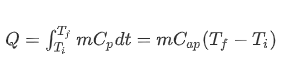 Q = ∫_{T_i}^{T_f} mC_p dt = mC_{ap}(T_f − T_i)